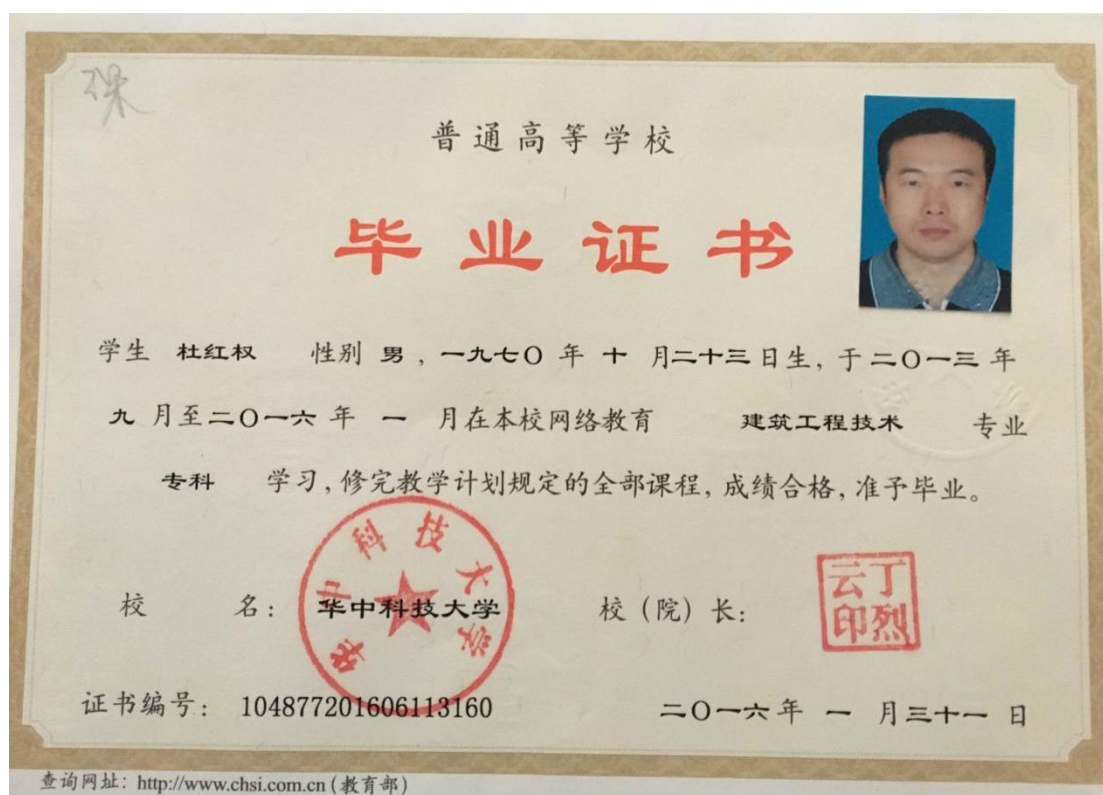 保
普通高等学校
毕业证书
学生 杜红权 性别 男，一九七〇 年 十 月二十三日生，于二〇一三 年
九 月至二〇一六 年 一 月在本校网络教育 建筑工程技术 专业
专科 学习，修完教学计划规定的全部课程，成绩合格，准予毕业。
华中科技大学
校 名： 华中科技大学 校（院）长：
丁烈云印
证书编号： 104877201606113160 二〇一六年 一 月三十一 日
查询网址：http://www.chsi.com.cn(教育部)